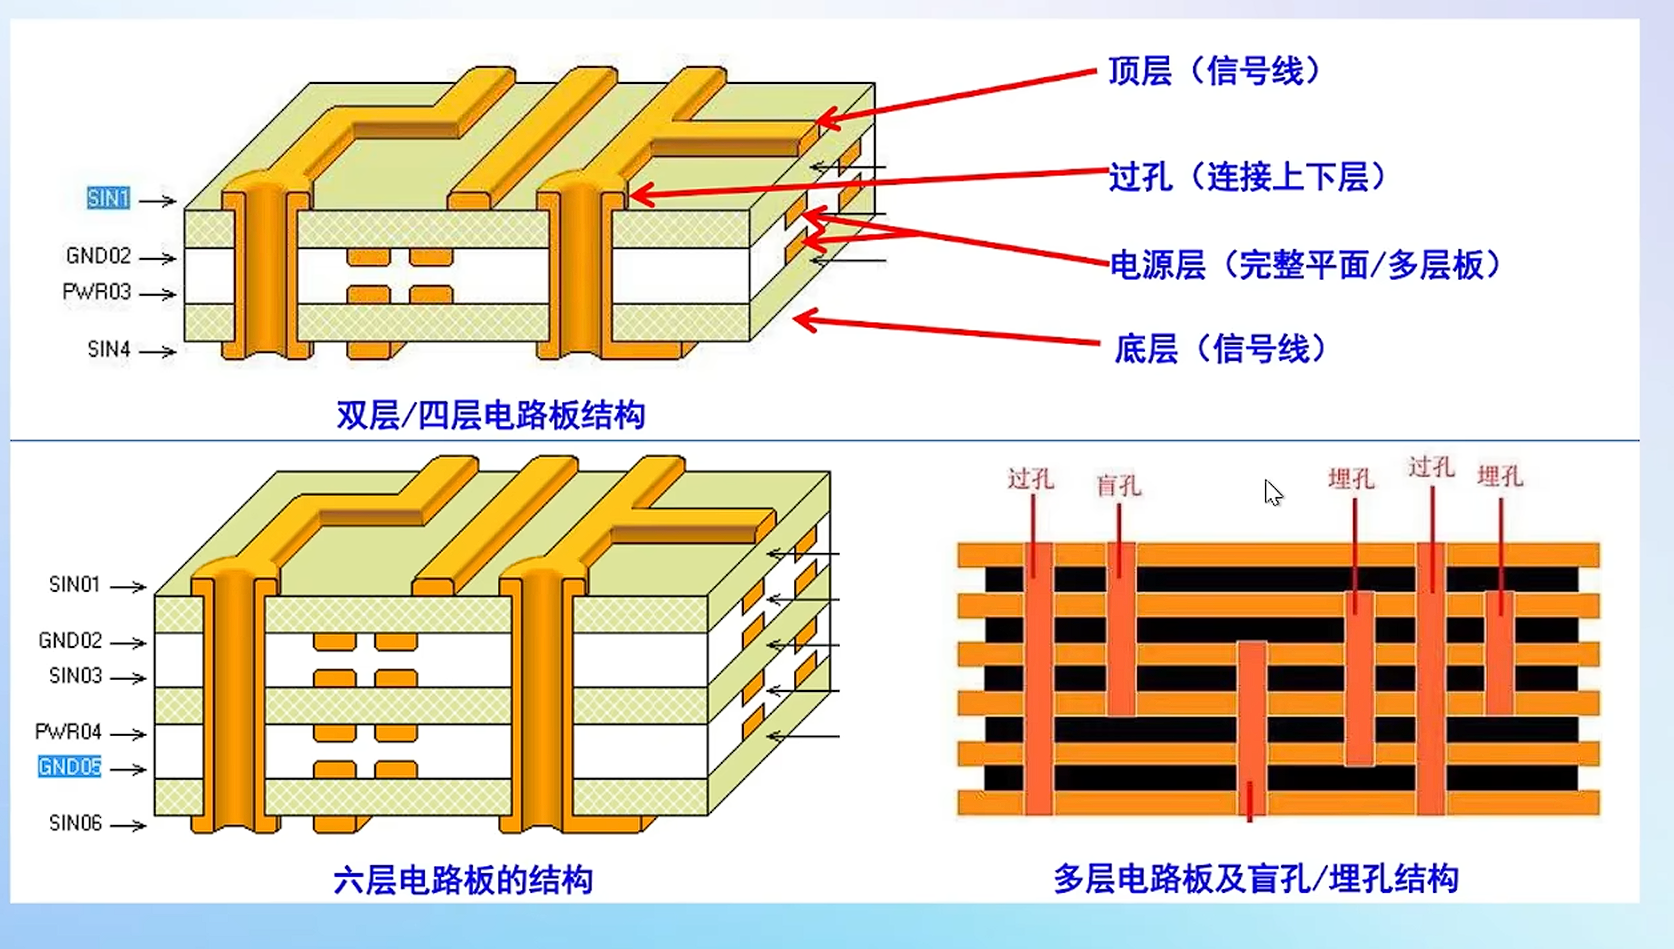 顶层（信号线）
过孔（连接上下层）
SIN1
GND02
电源层（完整平面/多层板）
PWR03
SIN4
底层（信号线）
双层/四层电路板结构
过孔
盲孔
埋孔
过孔
埋孔
SIN01
GND02
SIN03
PWR04
GND05
SIN06
六层电路板的结构
多层电路板及盲孔/埋孔结构